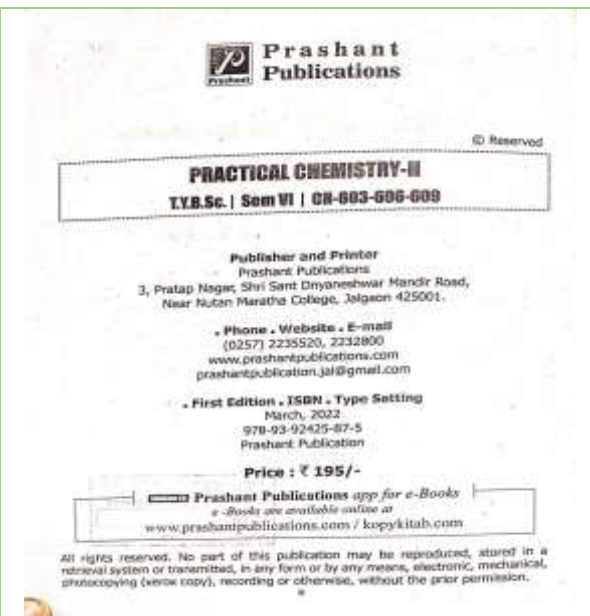 Prashant
Publications
Prashant
© Reserved
PRACTICAL CHEMISTRY-II
T.Y.B.Sc. | Sem VI | CH-603-606-609
Publisher and Printer
Prashant Publications
3, Pratap Nagar, Shri Sant Dnyaneshwar Mandir Road,
Near Nutan Maratha College, Jalgaon 425001.
. Phone . Website . E-mail
(0257) 2235520, 2232800
www.prashantpublications.com
prashantpublication.jal@gmail.com
. First Edition . ISBN . Type Setting
March, 2022
978-93-92425-87-5
Prashant Publication
Price : ₹ 195/-
Prashant Publications app for e-Books
e-Books are available online at
www.prashantpublications.com / kopykitab.com
All rights reserved. No part of this publication may be reproduced, stored in a
retrieval system or transmitted, in any form or by any means, electronic, mechanical,
photocopying (xerox copy), recording or otherwise, without the prior permission.